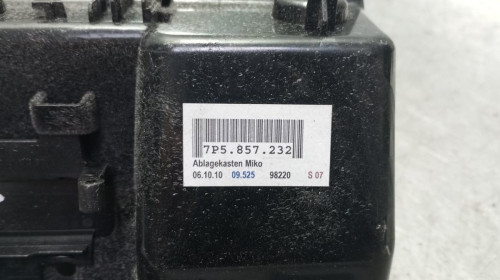 7P5.857.232
Ablagekasten Miko
06.10.10 09.525 98220 S 07